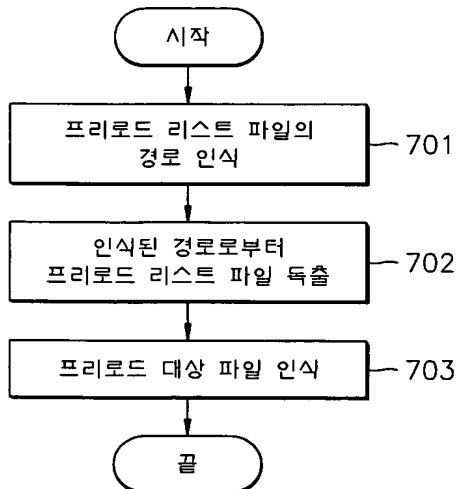 시작
프리로드 리스트 파일의
경로 인식
701
인식된 경로로부터
프리로드 리스트 파일 독출
702
프리로드 대상 파일 인식
703
끝